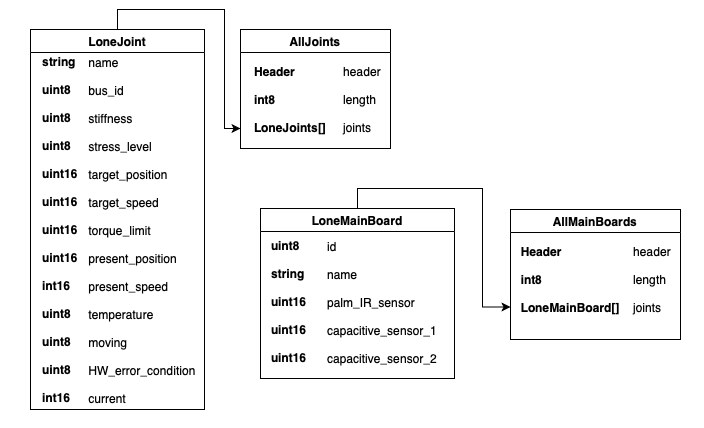 LoneJoint
string name
uint8 bus_id
uint8 stiffness
uint8 stress_level
uint16 target_position
uint16 target_speed
uint16 torque_limit
uint16 present_position
int16 present_speed
uint8 temperature
uint8 moving
uint8 HW_error_condition
int16 current
AllJoints
Header header
int8 length
LoneJoints[] joints
LoneMainBoard
uint8 id
string name
uint16 palm_IR_sensor
uint16 capacitive_sensor_1
uint16 capacitive_sensor_2
AllMainBoards
Header header
int8 length
LoneMainBoard[] joints